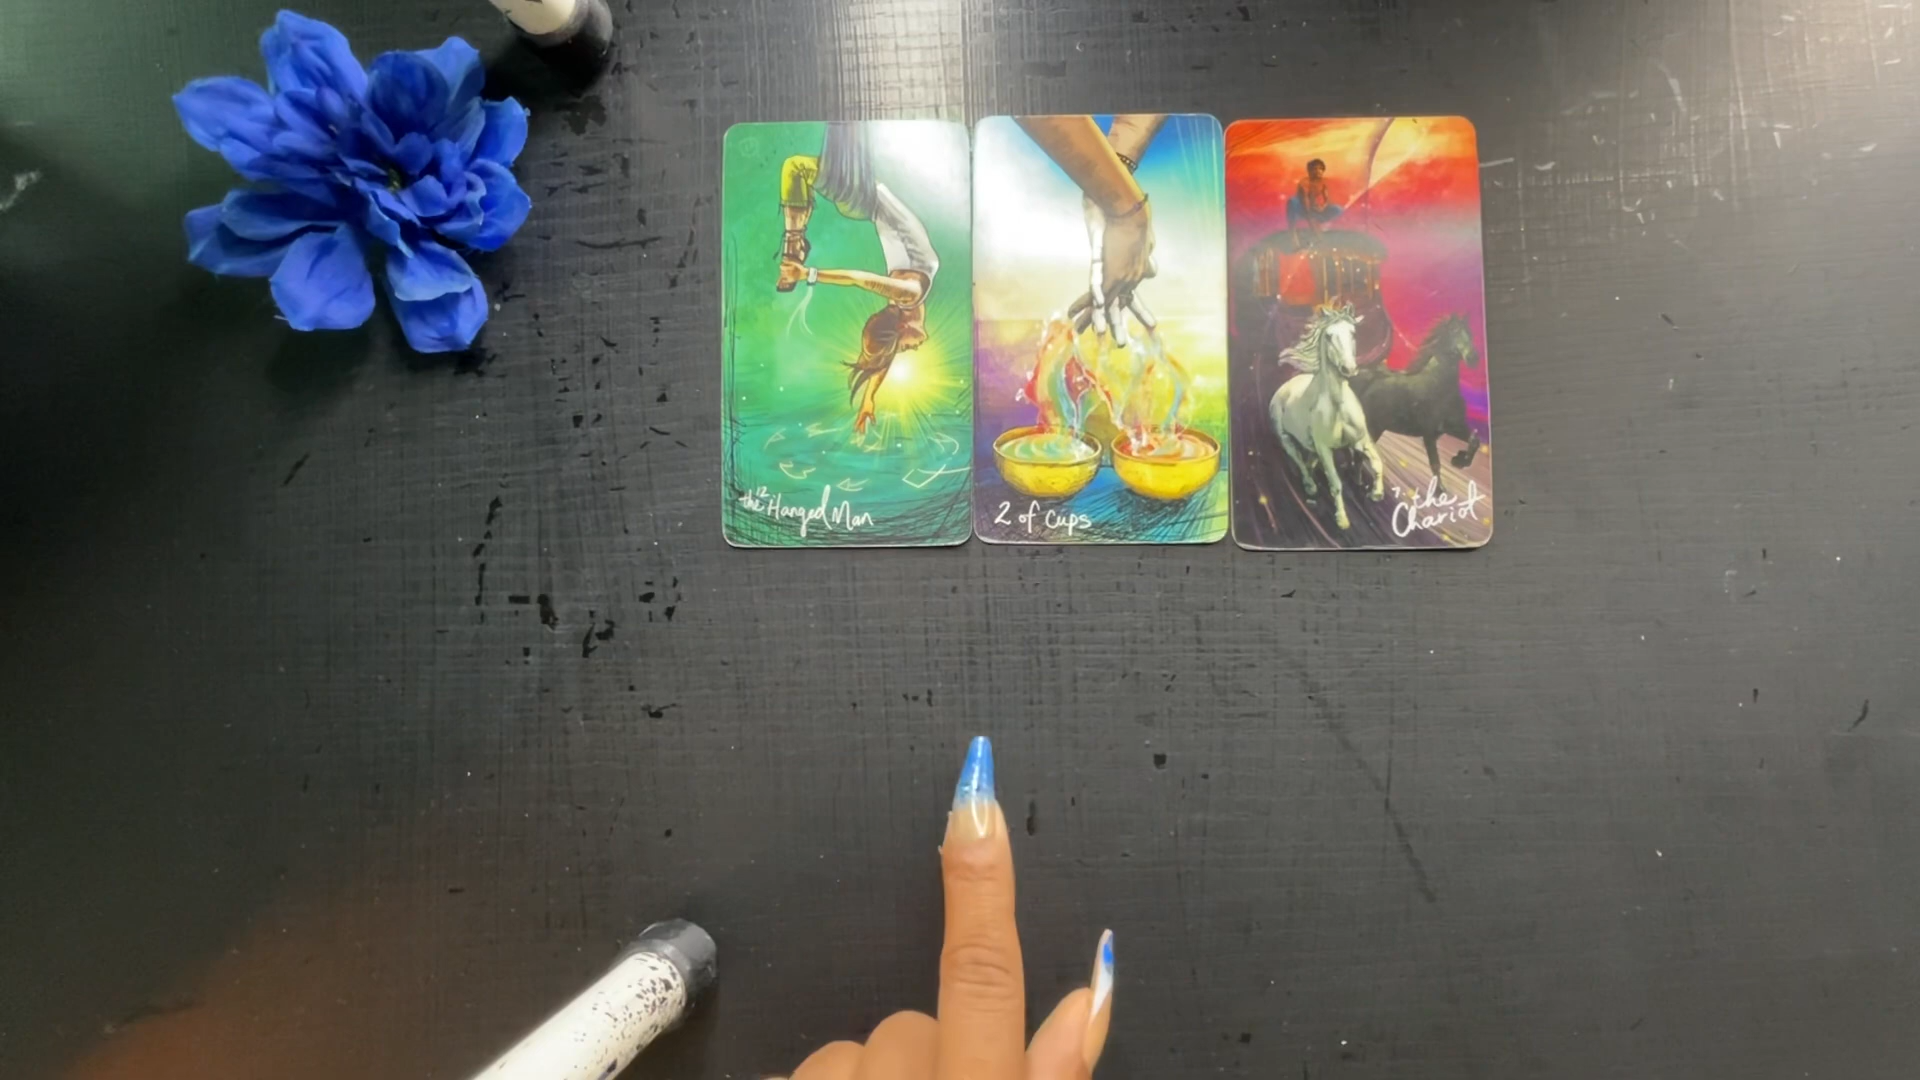 12
the Hanged Man
2 of cups
7. the
Chariot